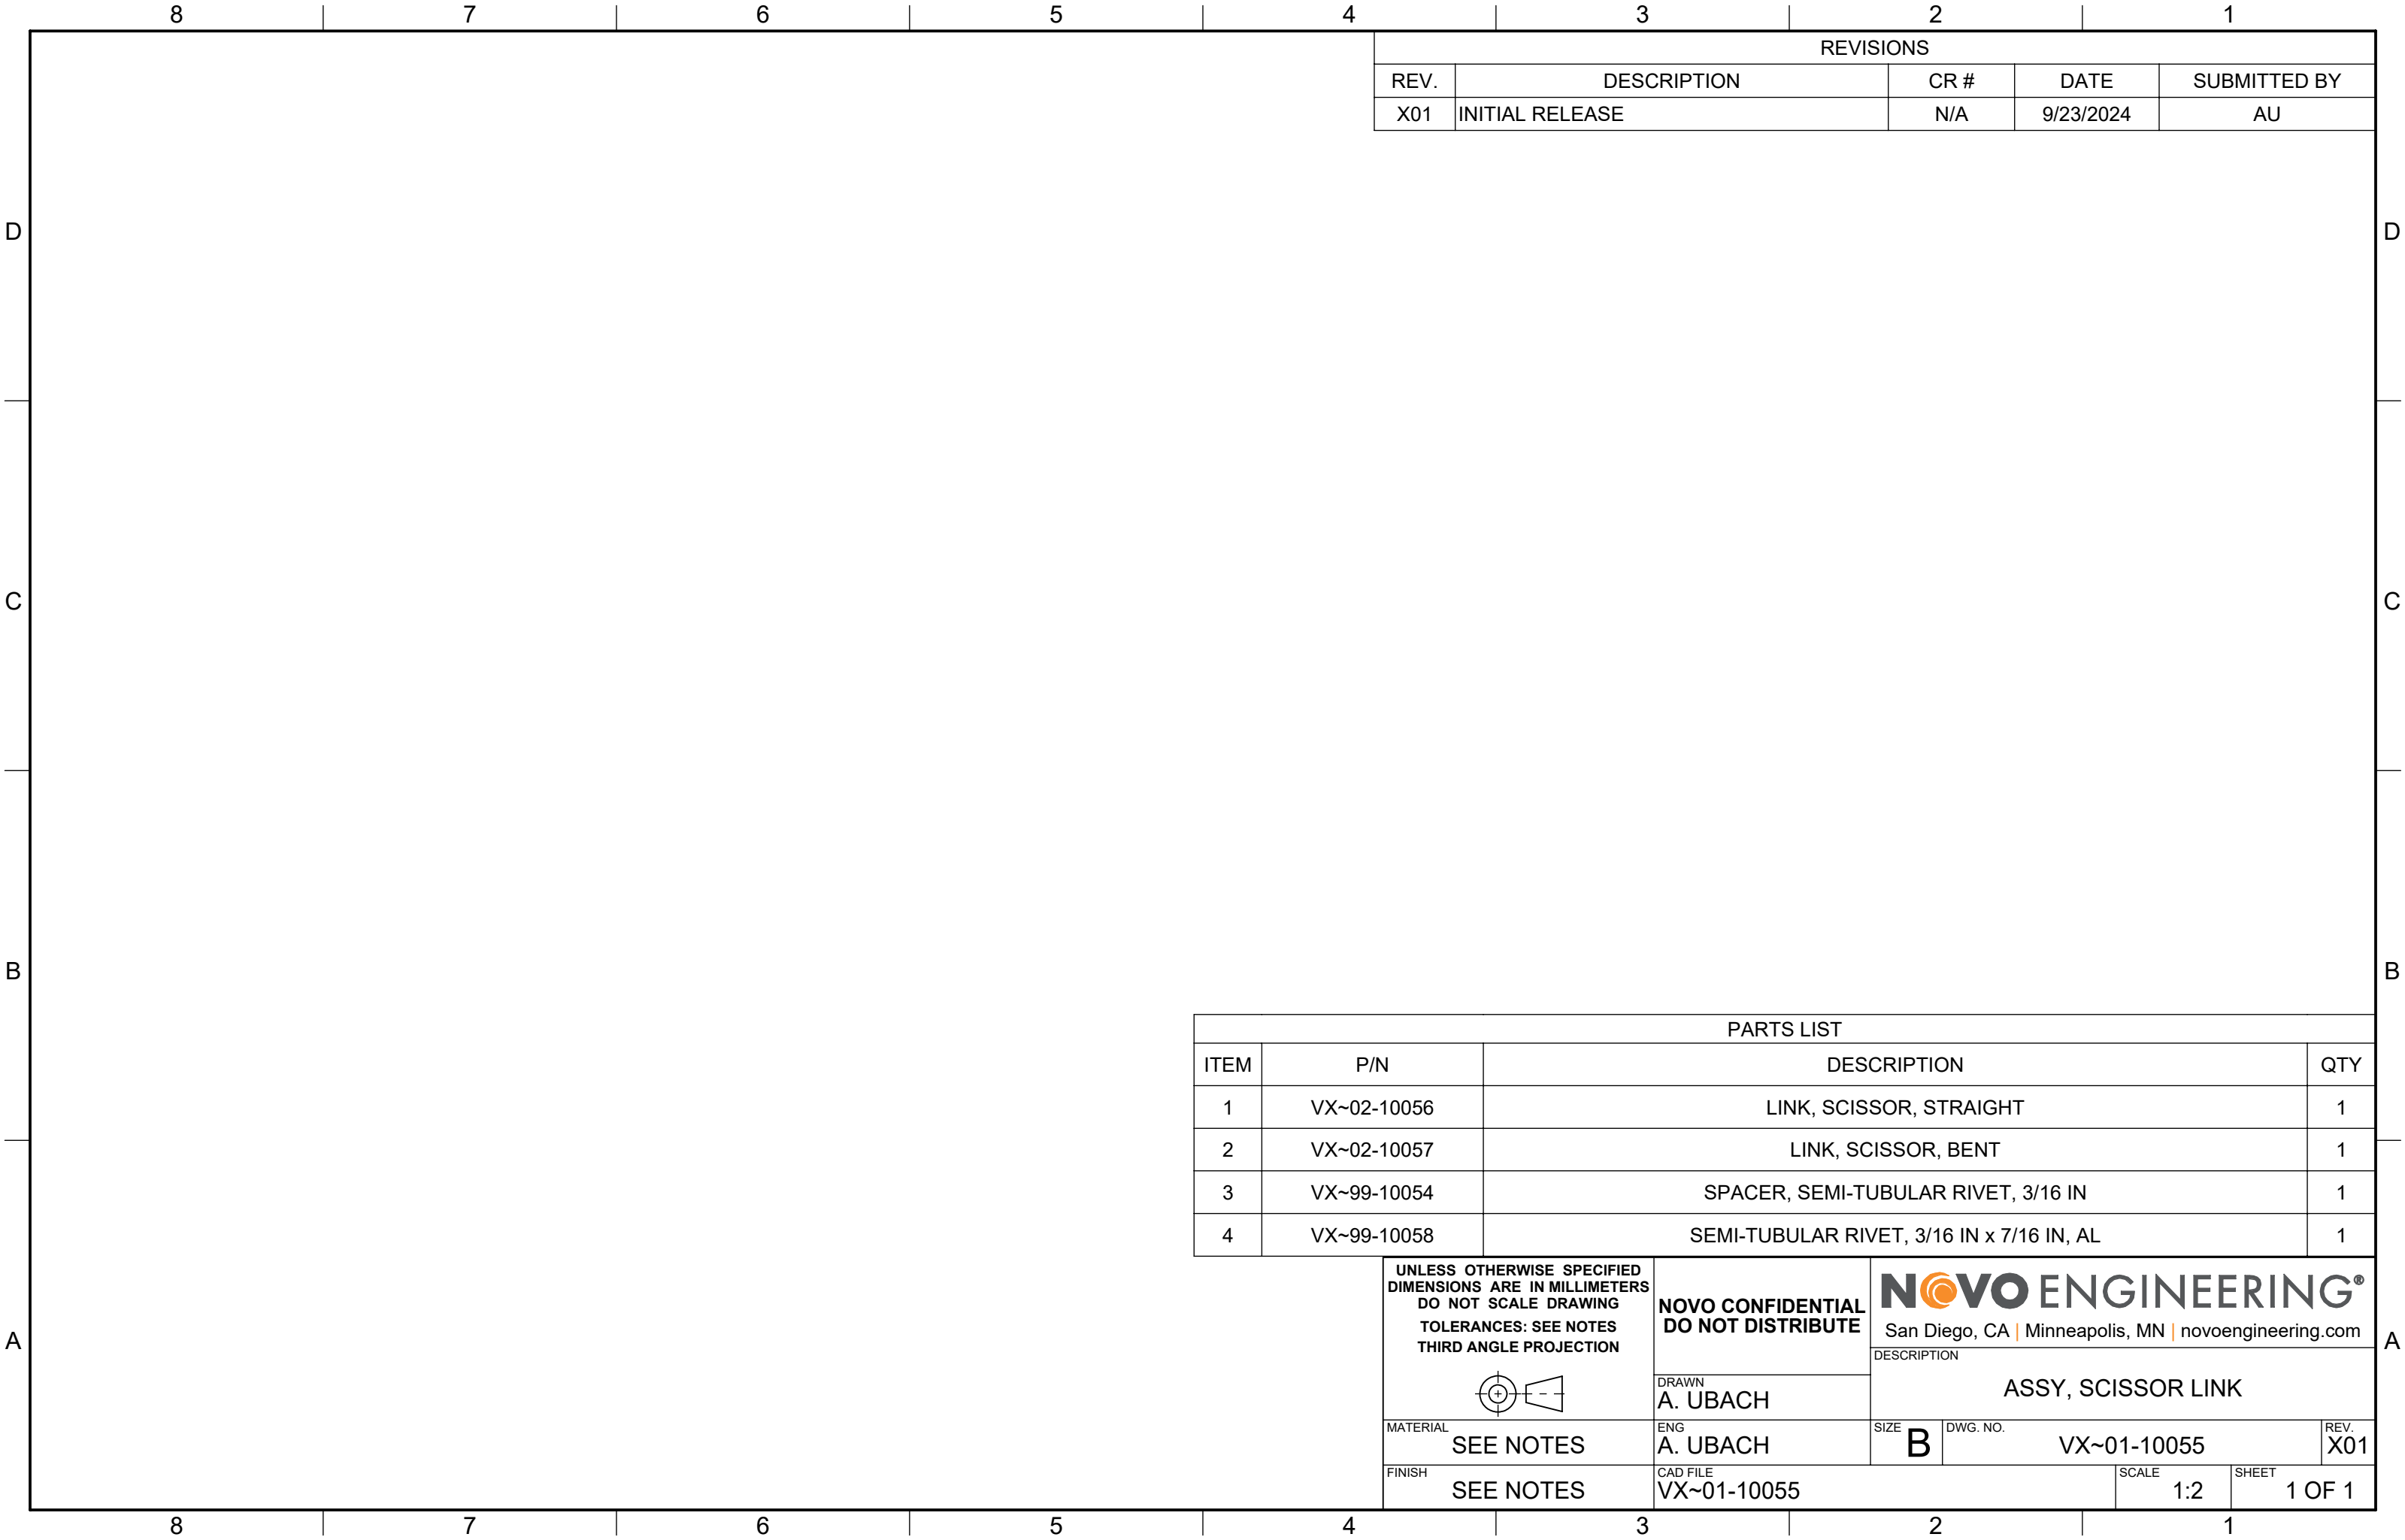 8 7 6 5 4 3 2 1
REVISIONS
REV. DESCRIPTION CR # DATE SUBMITTED BY
X01 INITIAL RELEASE N/A 9/23/2024 AU
D D
C C
B B
PARTS LIST
ITEM P/N DESCRIPTION QTY
1 VX~02-10056 LINK, SCISSOR, STRAIGHT 1
2 VX~02-10057 LINK, SCISSOR, BENT 1
3 VX~99-10054 SPACER, SEMI-TUBULAR RIVET, 3/16 IN 1
4 VX~99-10058 SEMI-TUBULAR RIVET, 3/16 IN x 7/16 IN, AL 1
A A
UNLESS OTHERWISE SPECIFIED
DIMENSIONS ARE IN MILLIMETERS
DO NOT SCALE DRAWING
TOLERANCES: SEE NOTES
THIRD ANGLE PROJECTION
NOVO CONFIDENTIAL
DO NOT DISTRIBUTE
NOVO ENGINEERING®
San Diego, CA | Minneapolis, MN | novoengineering.com
DESCRIPTION
ASSY, SCISSOR LINK
DRAWN
A. UBACH
MATERIAL
SEE NOTES
ENG
A. UBACH
SIZE
B
DWG. NO.
VX~01-10055
REV.
X01
FINISH
SEE NOTES
CAD FILE
VX~01-10055
SCALE
1:2
SHEET
1 OF 1
8 7 6 5 4 3 2 1